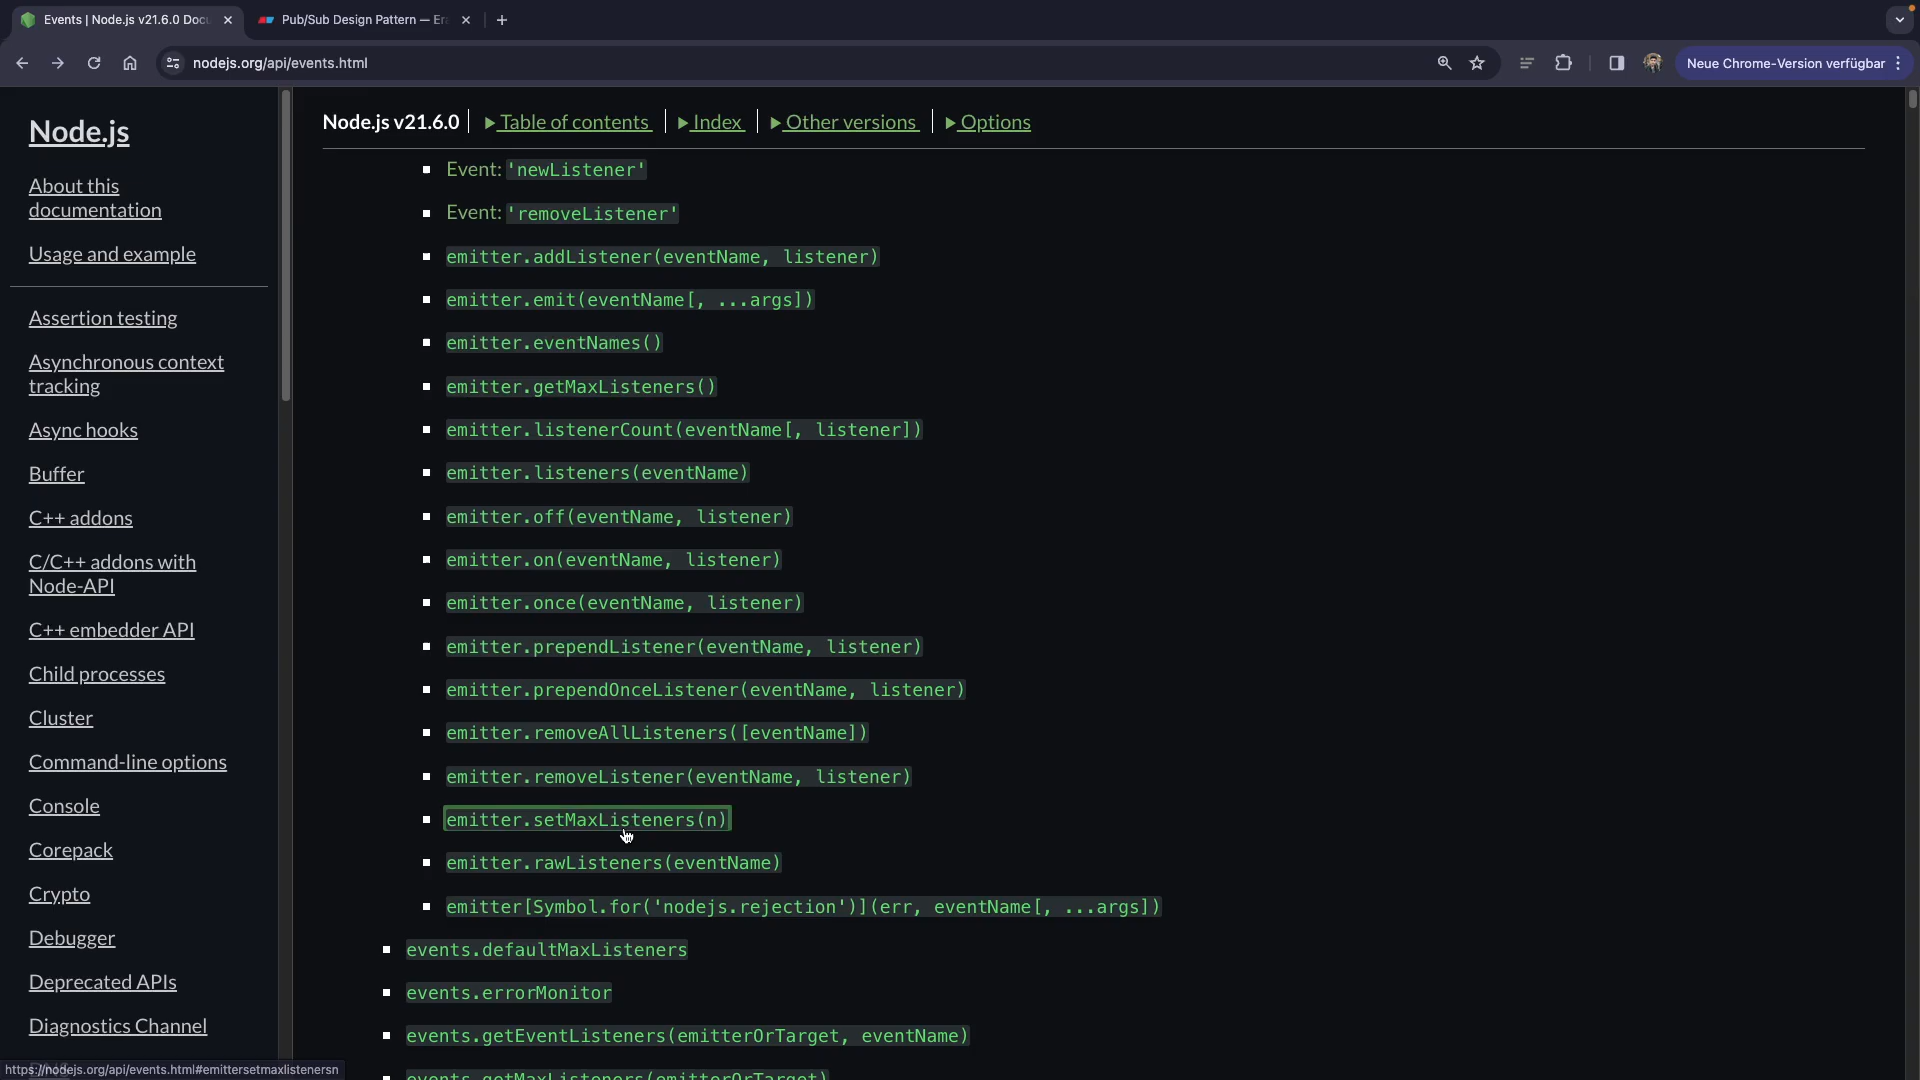 Events | Node.js v21.6.0 Docu
Pub/Sub Design Pattern — Er
nodejs.org/api/events.html
Neue Chrome-Version verfügbar
Node.js
About this
documentation
Usage and example
Assertion testing
Asynchronous context
tracking
Async hooks
Buffer
C++ addons
C/C++ addons with
Node-API
C++ embedder API
Child processes
Cluster
Command-line options
Console
Corepack
Crypto
Debugger
Deprecated APIs
Diagnostics Channel
https://nodejs.org/api/events.html#emittersetmaxlistenersn
Node.js v21.6.0 Table of contents Index Other versions Options
Event: 'newListener'
Event: 'removeListener'
emitter.addListener(eventName, listener)
emitter.emit(eventName[, ...args])
emitter.eventNames()
emitter.getMaxListeners()
emitter.listenerCount(eventName[, listener])
emitter.listeners(eventName)
emitter.off(eventName, listener)
emitter.on(eventName, listener)
emitter.once(eventName, listener)
emitter.prependListener(eventName, listener)
emitter.prependOnceListener(eventName, listener)
emitter.removeAllListeners([eventName])
emitter.removeListener(eventName, listener)
emitter.setMaxListeners(n)
emitter.rawListeners(eventName)
emitter[Symbol.for('nodejs.rejection')](err, eventName[, ...args])
events.defaultMaxListeners
events.errorMonitor
events.getEventListeners(emitterOrTarget, eventName)
events.getMaxListeners(emitterOrTarget)